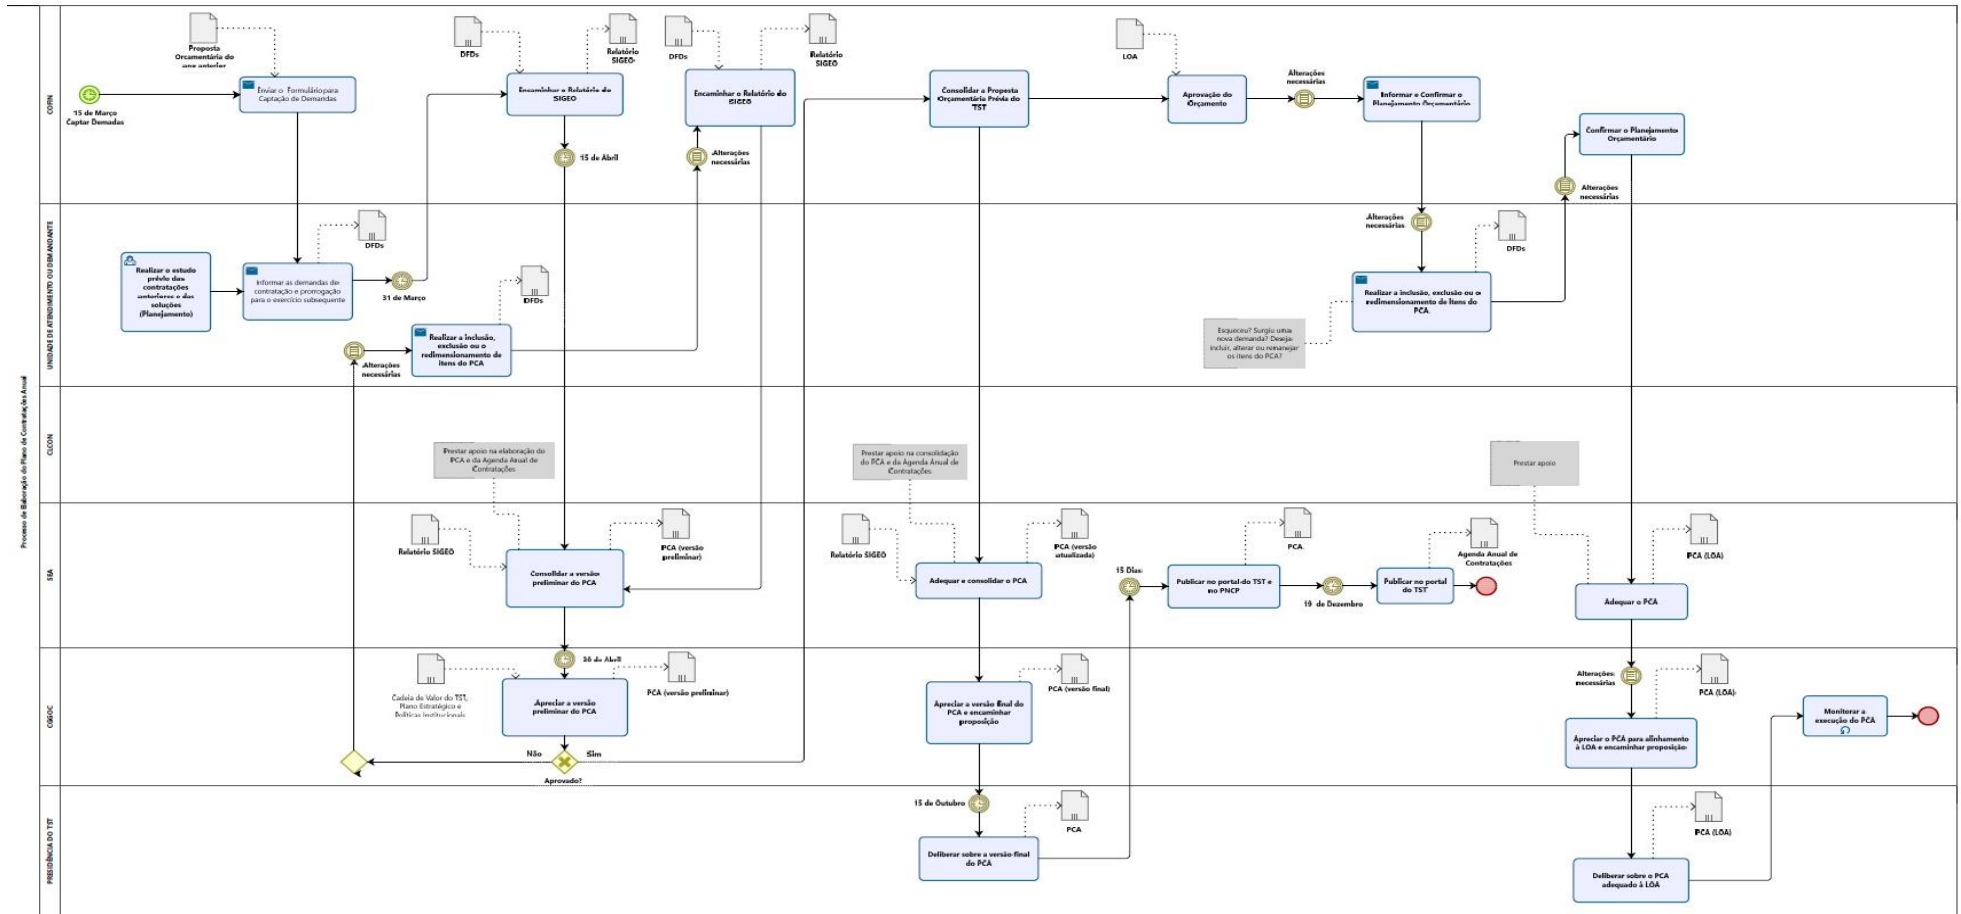 Processo de Elaboração do Plano de Contratações Anual
COFIN
Proposta
Orçamentária do
ano anterior
15 de Março
Captar Demadas
Enviar o Formulário para
Captação de Demandas
DFDs
Relatório
SIGEO
Encaminhar o Relatório do
SIGEO
15 de Abril
DFDs
Relatório
SIGEO
Encaminhar o Relatório do
SIGEO
Alterações
necessárias
Consolidar a Proposta
Orçamentária Prévia do
TST
LOA
Aprovação do
Orçamento
Alterações
necessárias
Informar e Confirmar o
Planejamento Orçamentário
Confirmar o Planejamento
Orçamentário
Alterações
necessárias
UNIDADE DE ATENDIMENTO OU DEMANDANTE
Realizar o estudo
prévio das
contratações
anteriores e das
soluções
(Planejamento)
Informar as demandas de
contratação e prorrogação
para o exercício subsequente
DFDs
31 de Março
Alterações
necessárias
Realizar a inclusão,
exclusão ou o
redimensionamento de
itens do PCA
DFDs
Alterações
necessárias
Realizar a inclusão, exclusão ou o
redimensionamento de itens do
PCA
DFDs
Esqueceu? Surgiu uma
nova demanda? Deseja
incluir, alterar ou remanejar
os itens do PCA?
CLCON
Prestar apoio na elaboração do
PCA e da Agenda Anual de
Contratações
Prestar apoio na consolidação
do PCA e da Agenda Anual de
Contratações
Prestar apoio
SEA
Relatório SIGEO
PCA (versão
preliminar)
Consolidar a versão
preliminar do PCA
Relatório SIGEO
PCA (versão
atualizada)
Adequar e consolidar o PCA
15 Dias
Publicar no portal do TST e
no PNCP
PCA
19 de Dezembro
Publicar no portal
do TST
Agenda Anual de
Contratações
Adequar o PCA
PCA (LOA)
CGGOC
30 de Abril
Cadeia de Valor do TST,
Plano Estratégico e
Políticas Institucionais
PCA (versão preliminar)
Apreciar a versão
preliminar do PCA
Não
Sim
Aprovado?
PCA (versão final)
Apreciar a versão final do
PCA e encaminhar
proposição
Alterações
necessárias
PCA (LOA)
Apreciar o PCA para alinhamento
à LOA e encaminhar proposição
Monitorar a
execução do PCA
PRESIDÊNCIA DO TST
15 de Outubro
PCA
Deliberar sobre a versão final
do PCA
PCA (LOA)
Deliberar sobre o PCA
adequado à LOA